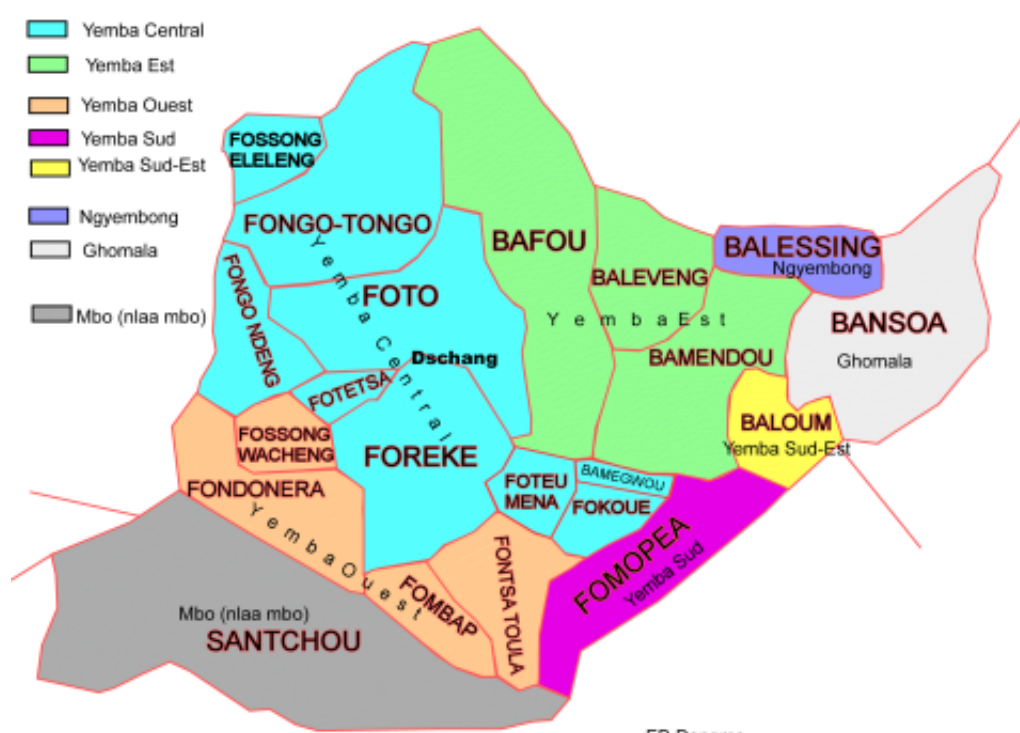 Yemba Central
Yemba Est
Yemba Ouest
Yemba Sud
Yemba Sud-Est
Ngyembong
Ghomala
Mbo (nlaa mbo)
FOSSONG
ELELENG
FONGO-TONGO
Yemba Central
FONGO NDENG
FOTO
Dschang
FOTETSA
FOSSONG
WACHENG
FOREKE
FONDONERA
Yemba Ouest
FOMBAP
FONTSA TOULA
FOTEU
MENA
BAMEGWOU
FOKOUE
BAFOU
BALEVENG
Yemba Est
BAMENDOU
BALESSING
Ngyembong
BANSOA
Ghomala
BALOUM
Yemba Sud-Est
FOMOPEA
Yemba Sud
Mbo (nlaa mbo)
SANTCHOU